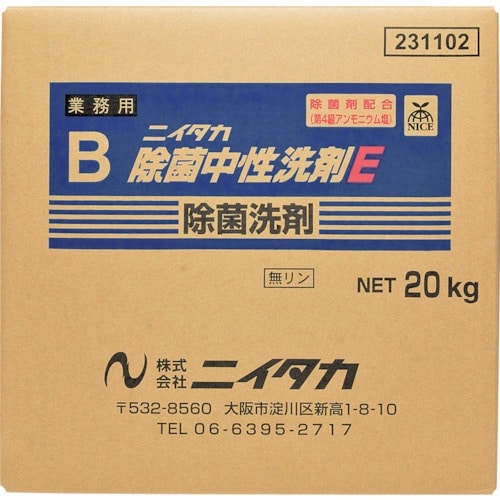 231102
業務用
除菌剤配合
(第4級アンモニウム塩)
NICE
B
ニイタカ
除菌中性洗剤E
除菌洗剤
無リン
NET 20kg
株式会社 ニイタカ
〒532-8560 大阪市淀川区新高1-8-10
TEL 06-6395-2717